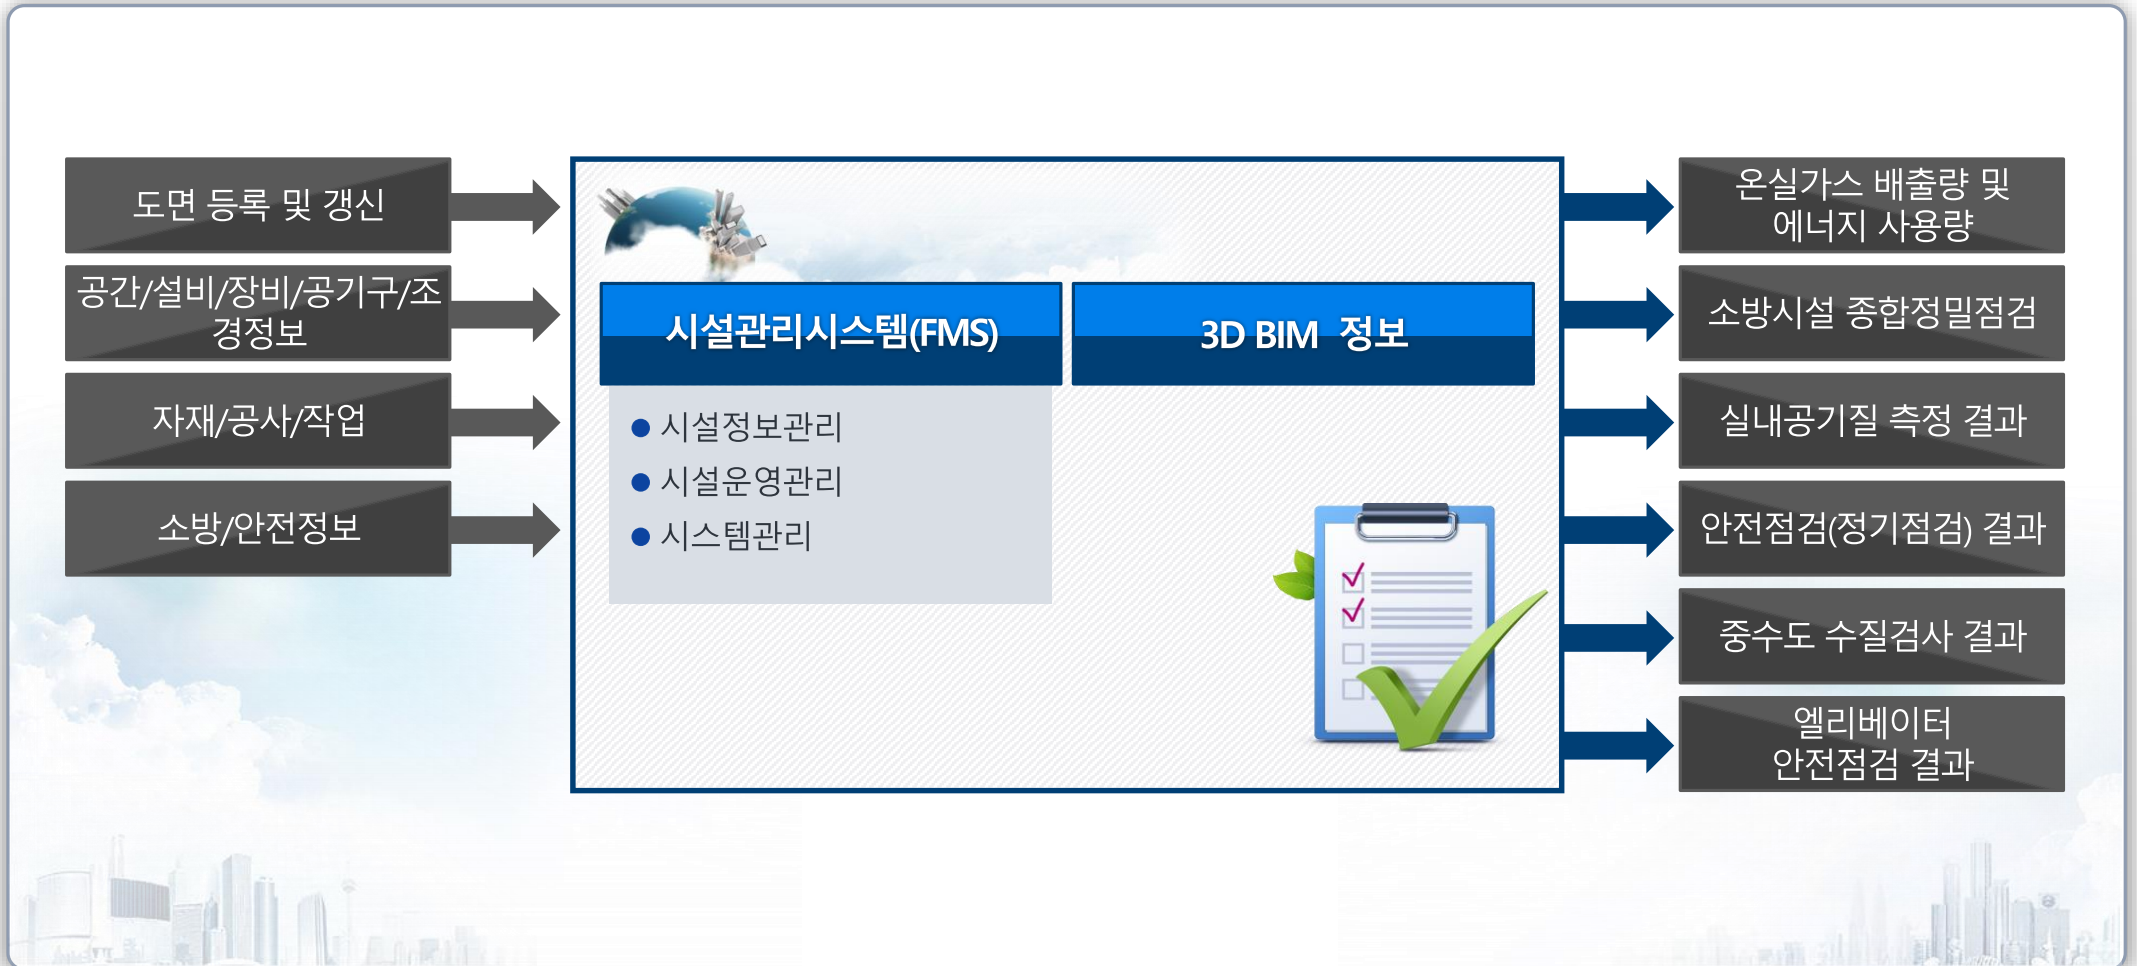 도면 등록 및 갱신
공간/설비/장비/공기구/조
경정보
자재/공사/작업
소방/안전정보
시설관리시스템(FMS)
● 시설정보관리
● 시설운영관리
● 시스템관리
3D BIM 정보
온실가스 배출량 및
에너지 사용량
소방시설 종합정밀점검
실내공기질 측정 결과
안전점검(정기점검) 결과
중수도 수질검사 결과
엘리베이터
안전점검 결과